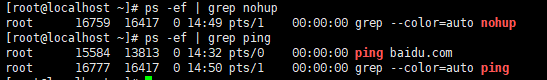 [root@localhost ~]# ps -ef | grep nohup
root 16759 16417 0 14:49 pts/1 00:00:00 grep --color=auto nohup
[root@localhost ~]# ps -ef | grep ping
root 15584 13813 0 14:32 pts/0 00:00:00 ping baidu.com
root 16777 16417 0 14:50 pts/1 00:00:00 grep --color=auto ping